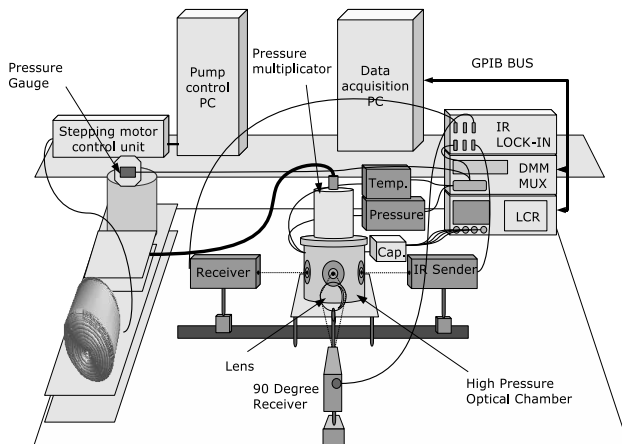 Pressure
Gauge
Pump
control
PC
Pressure
multiplicator
Data
acquisition
PC
GPIB BUS
Stepping motor
control unit
IR
LOCK-IN
DMM
MUX
LCR
Temp.
Pressure
Cap.
Receiver
IR Sender
Lens
90 Degree
Receiver
High Pressure
Optical Chamber